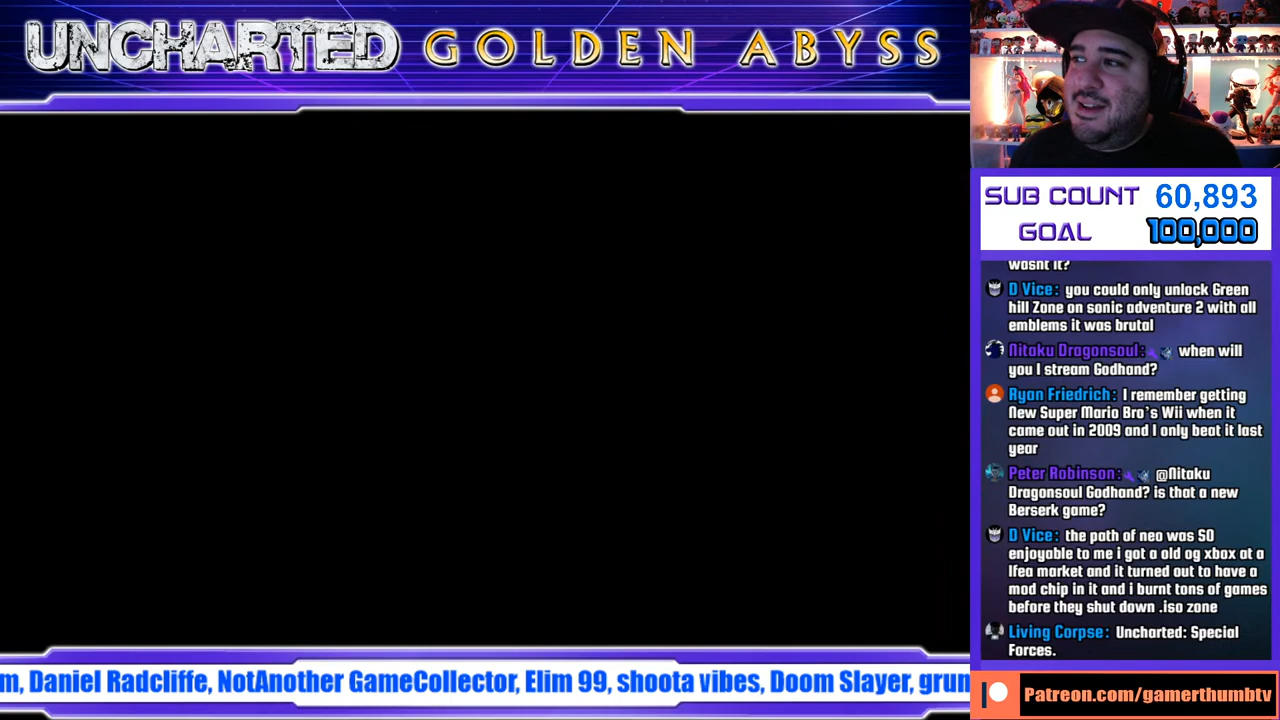 UNCHARTED GOLDEN ABYSS
SUB COUNT 60,893
GOAL 100,000
wasnt it?
D Vice: you could only unlock Green
hill Zone on sonic adventure 2 with all
emblems it was brutal
Nitaku Dragonsoul: when will
you I stream Godhand?
Ryan Friedrich: I remember getting
New Super Mario Bro's Wii when it
came out in 2009 and I only beat it last
year
Peter Robinson: @Nitaku
Dragonsoul Godhand? is that a new
Berserk game?
D Vice: the path of neo was SO
enjoyable to me i got a old og xbox at a
lfea market and it turned out to have a
mod chip in it and i burnt tons of games
before they shut down .iso zone
Living Corpse: Uncharted: Special
Forces.
m, Daniel Radcliffe, NotAnother GameCollector, Elim 99, shoota vibes, Doom Slayer, grun
Patreon.com/gamerthumbtv